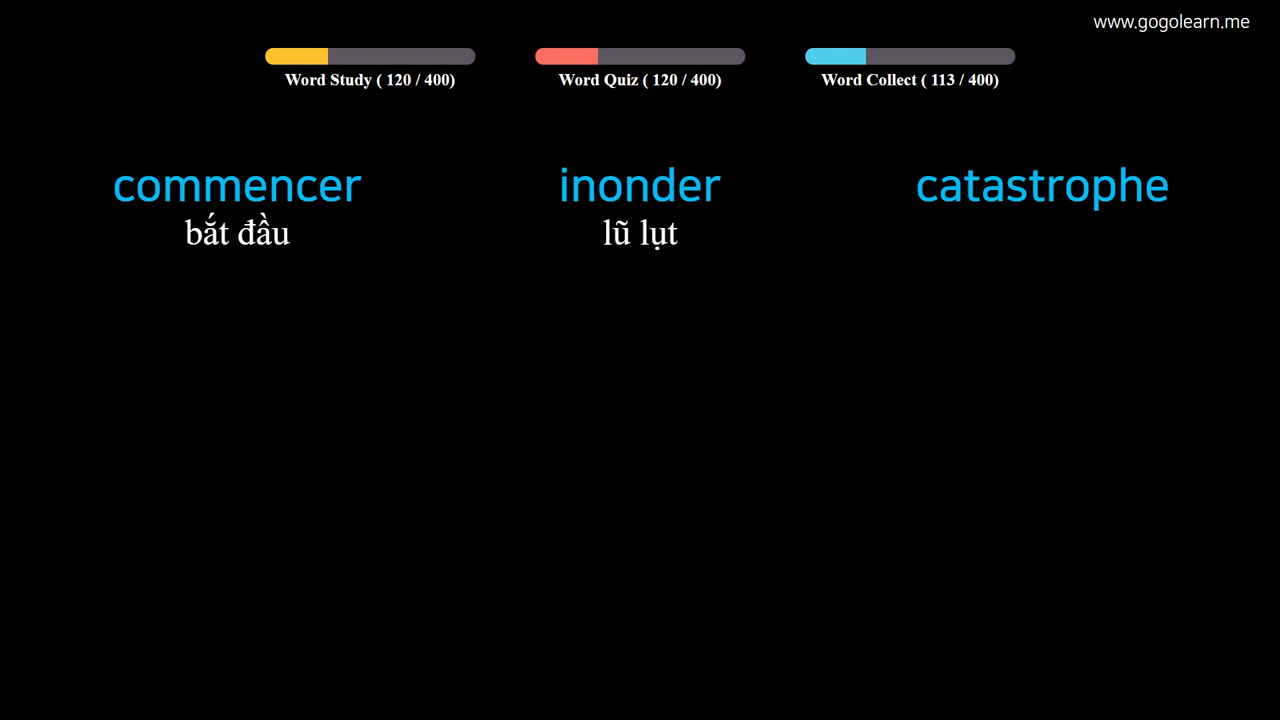 www.gogolearn.me
Word Study ( 120 / 400) Word Quiz ( 120 / 400) Word Collect ( 113 / 400)
commencer inonder catastrophe
bắt đầu lũ lụt